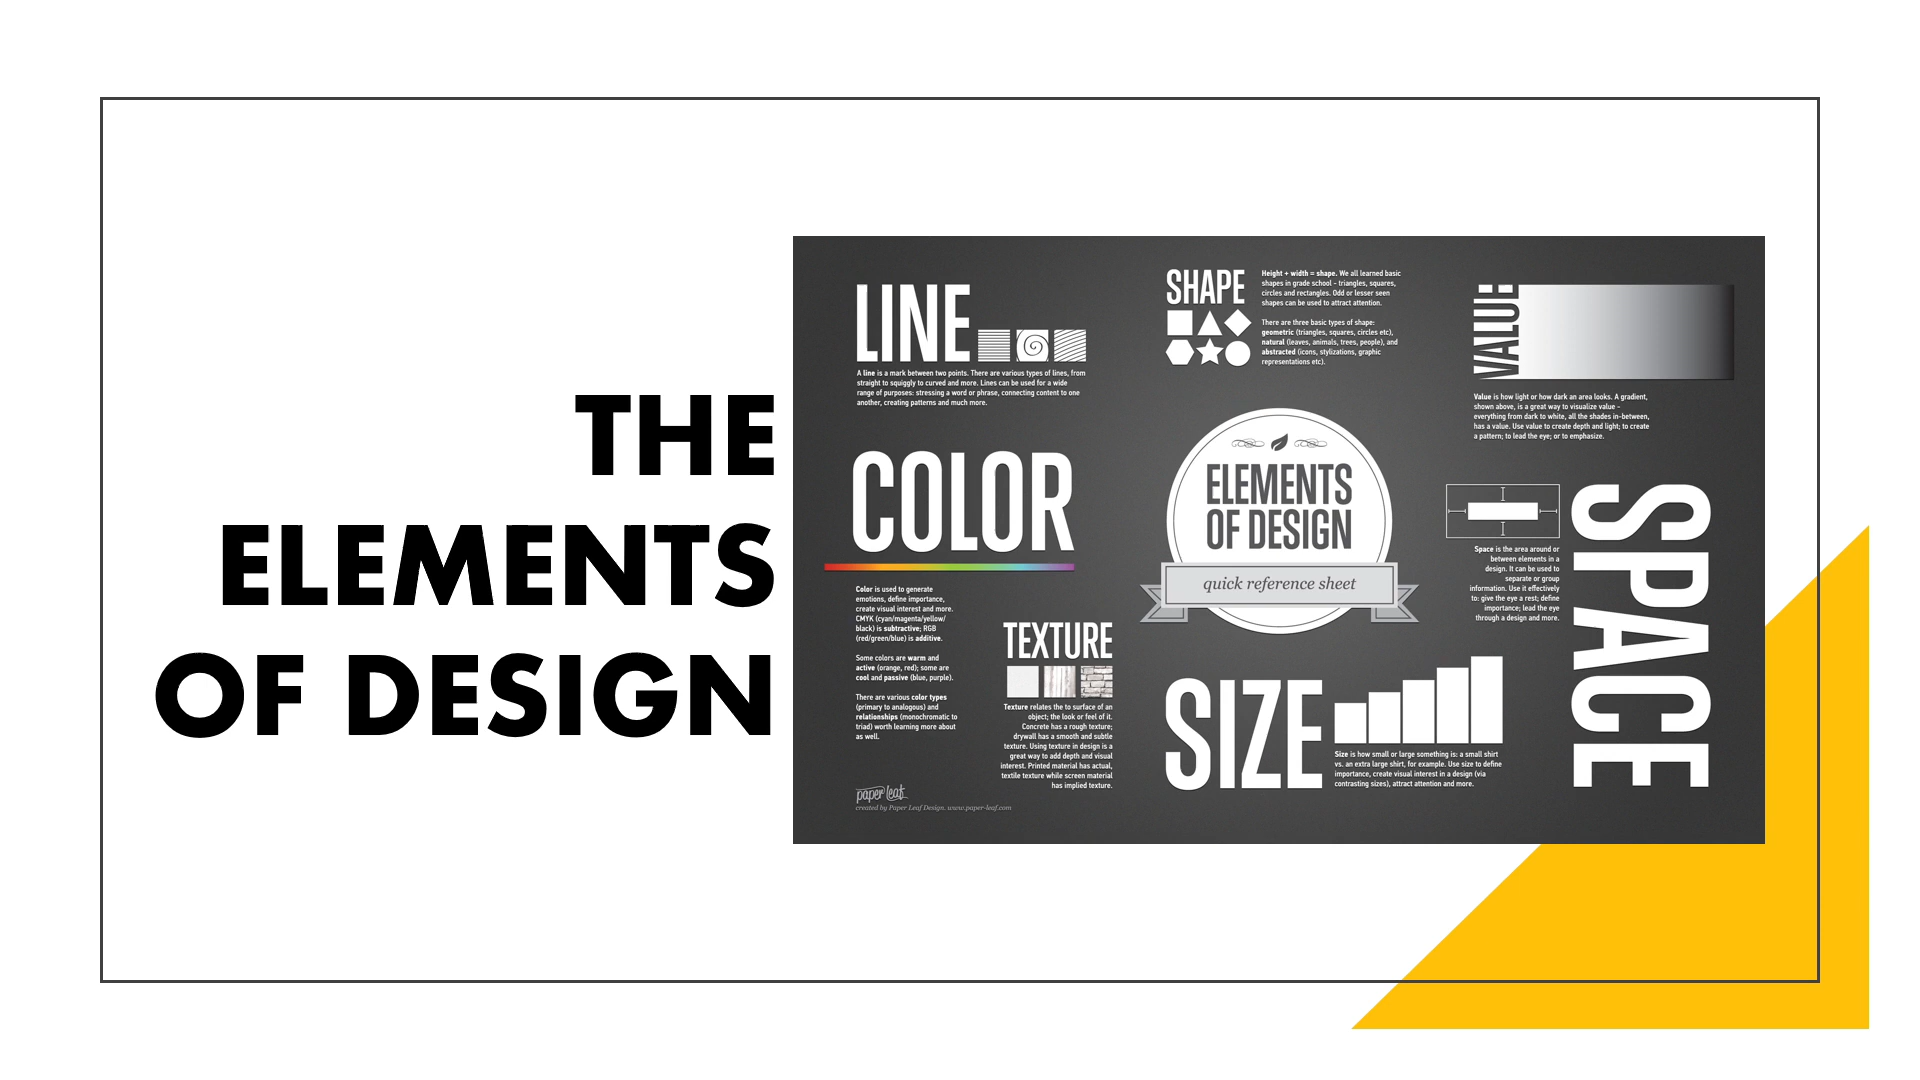 THE
ELEMENTS
OF DESIGN
LINE
A line is a mark between two points. There are various types of lines, from
straight to squiggly to curved and more. Lines can be used for a wide
range of purposes: stressing a word or phrase, connecting content to one
another, creating patterns and much more.
SHAPE
Height + width = shape. We all learned basic
shapes in grade school - triangles, squares,
circles and rectangles. Odd or lesser seen
shapes can be used to attract attention.
There are three basic types of shape:
geometric (triangles, squares, circles etc),
natural (leaves, animals, trees, people), and
abstracted (icons, stylizations, graphic
representations etc).
VALUE
Value is how light or how dark an area looks. A gradient,
shown above, is a great way to visualize value -
everything from dark to white, all the shades in-between,
has a value. Use value to create depth and light; to create
a pattern; to lead the eye; or to emphasize.
COLOR
Color is used to generate
emotions, define importance,
create visual interest and more.
CMYK (cyan/magenta/yellow/
black) is subtractive; RGB
(red/green/blue) is additive.
Some colors are warm and
active (orange, red); some are
cool and passive (blue, purple).
There are various color types
(primary to analogous) and
relationships (monochromatic to
triad) worth learning more about
as well.
ELEMENTS
OF DESIGN
quick reference sheet
SPACE
Space is the area around or
between elements in a
design. It can be used to
separate or group
information. Use it effectively
to: give the eye a rest; define
importance; lead the eye
through a design and more.
TEXTURE
Texture relates the to surface of an
object; the look or feel of it.
Concrete has a rough texture;
drywall has a smooth and subtle
texture. Using texture in design is a
great way to add depth and visual
interest. Printed material has actual,
textile texture while screen material
has implied texture.
SIZE
Size is how small or large something is: a small shirt
vs. an extra large shirt, for example. Use size to define
importance, create visual interest in a design (via
contrasting sizes), attract attention and more.
paper leaf
created by Paper Leaf Design. www.paper-leaf.com